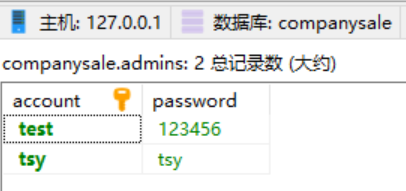 主机: 127.0.0.1 数据库: companysale
companysale.admins: 2 总记录数 (大约)
account password
test 123456
tsy tsy